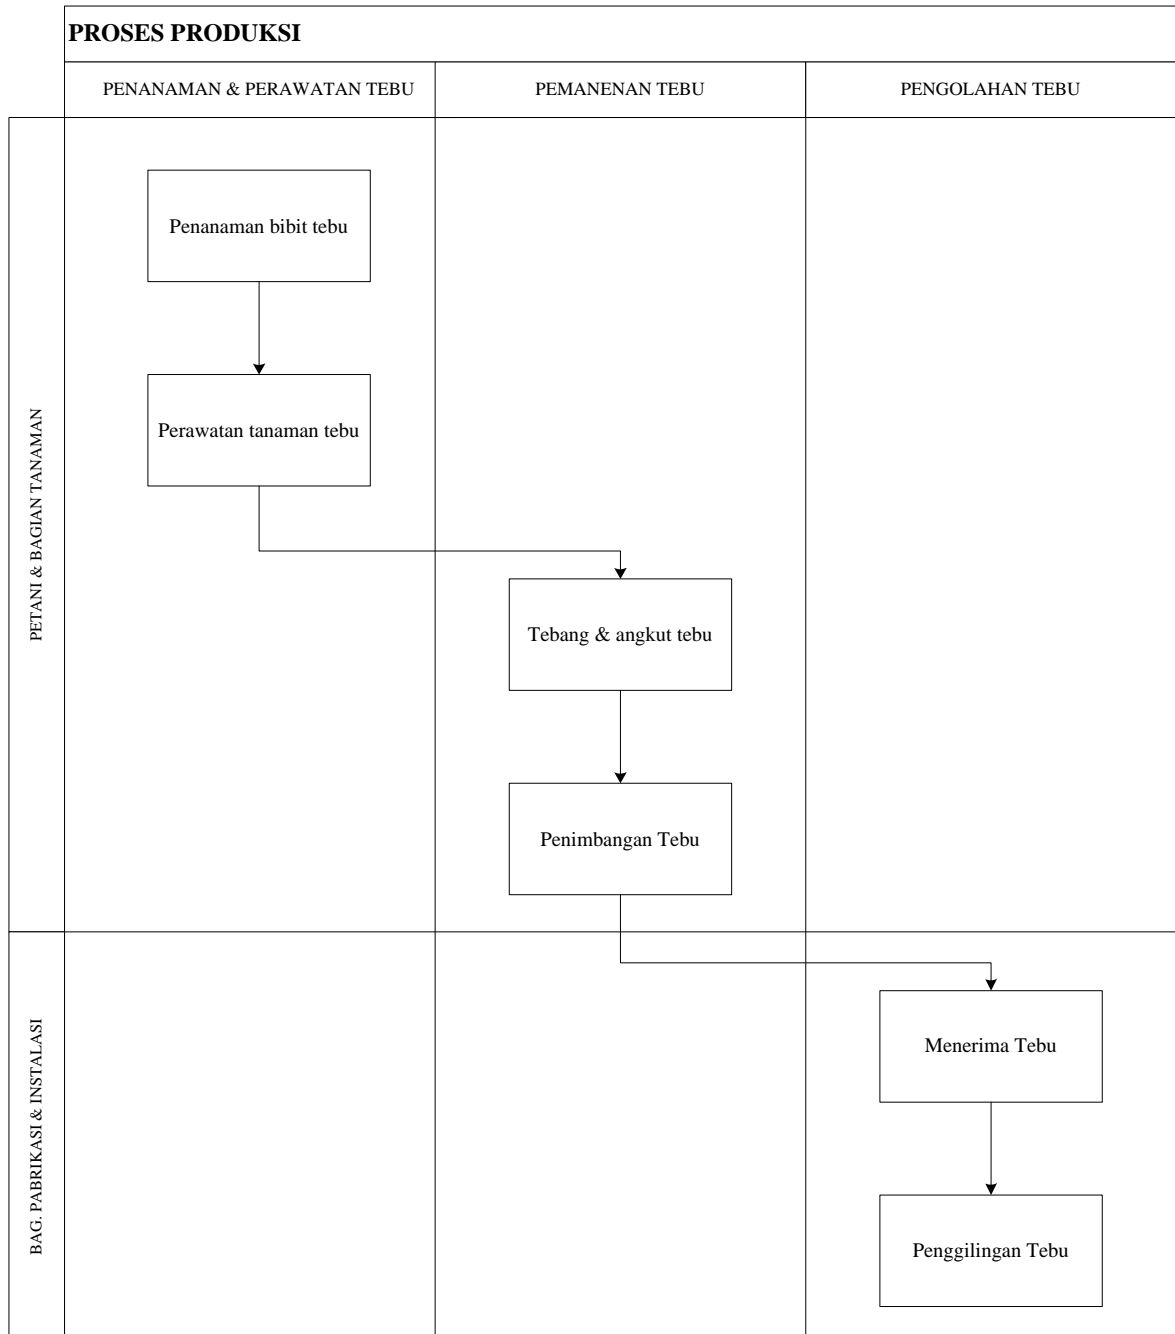 PROSES PRODUKSI
PENANAMAN & PERAWATAN TEBU
PEMANENAN TEBU
PENGOLAHAN TEBU
PETANI & BAGIAN TANAMAN
Penanaman bibit tebu
Perawatan tanaman tebu
Tebang & angkut tebu
Penimbangan Tebu
BAG. PABRIKASI & INSTALASI
Menerima Tebu
Penggilingan Tebu